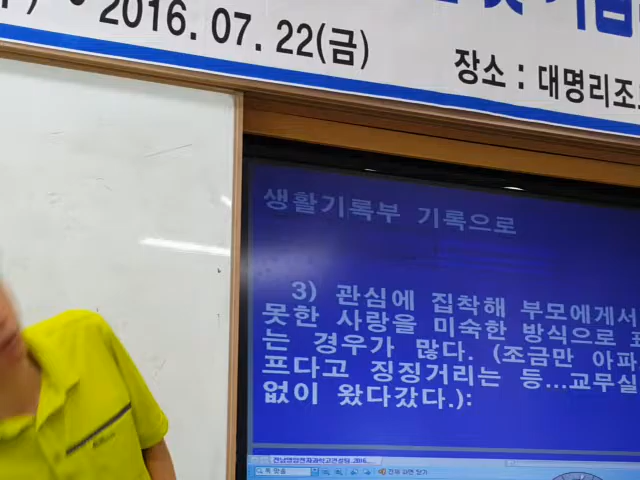 2016. 07. 22(금)
장소 : 대명리조
생활기록부 기록으로
3) 관심에 집착해 부모에게서
못한 사랑을 미숙한 방식으로
는 경우가 많다. (조금만 아파
프다고 징징거리는 등...교무실
없이 왔다갔다.):